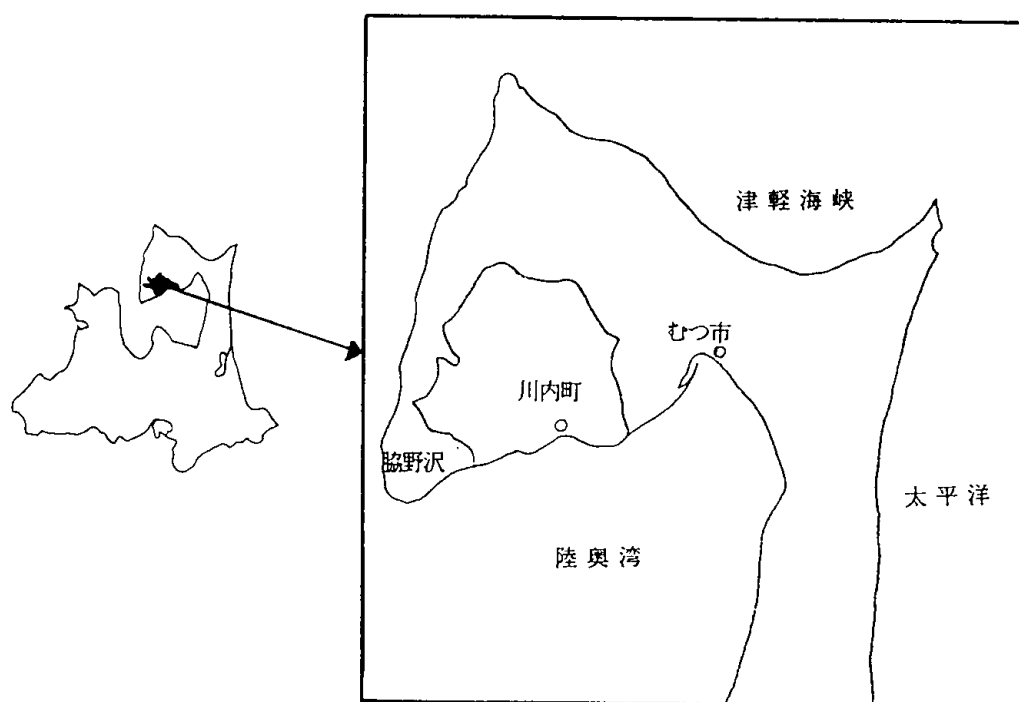 津軽海峡
むつ市
川内町
脇野沢
太平洋
陸奥湾